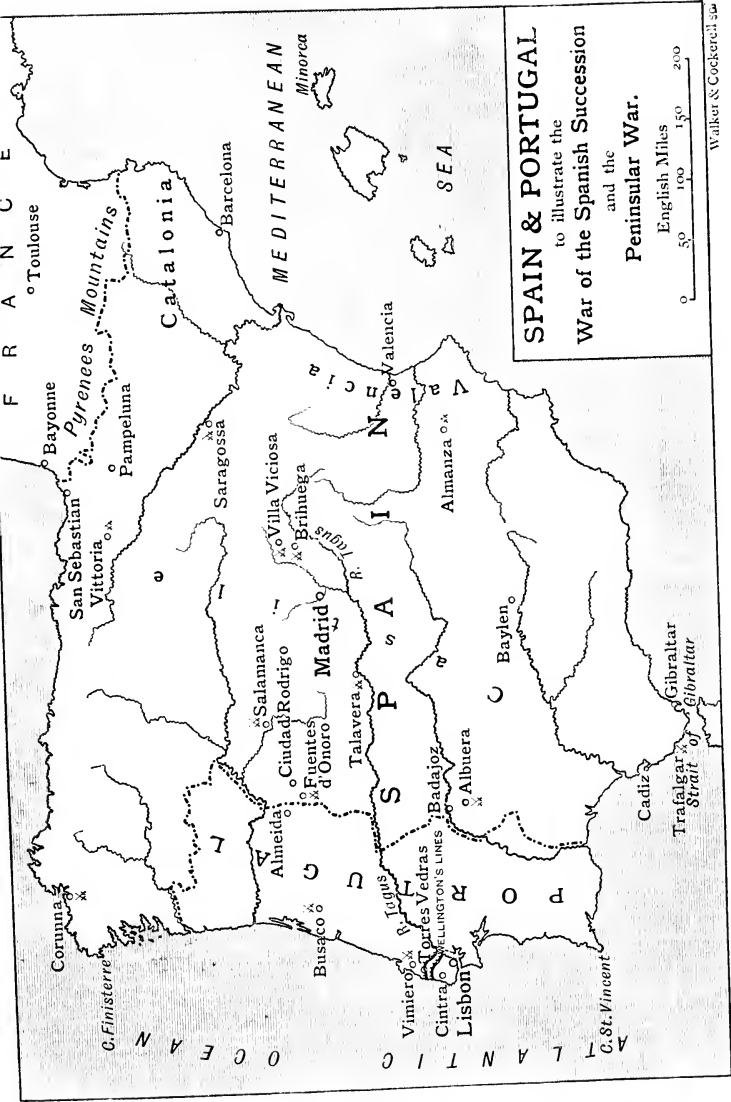 FRANCE
Toulouse
Bayonne
Pyrenees Mountains
San Sebastian
Pampeluna
Vittoria
Catalonia
Barcelona
MEDITERRANEAN
SEA
Minorca
Corunna
C. Finisterre
Saragossa
Salamanca
Villa Viciosa
Brihuega
Ciudad Rodrigo
Fuentes
d'Onoro
Almeida
Madrid
R. Tagus
Talavera
Busaco
Castile
SPAIN
PORTUGAL
Valencia
Valencia
Almanza
R. Tagus
Badajoz
Albuera
Baylen
Vimiero
Torres Vedras
WELLINGTON'S LINES
Cintra
Lisbon
ATLANTIC OCEAN
C. St. Vincent
Cadiz
Trafalgar
Gibraltar
Strait of Gibraltar
SPAIN & PORTUGAL
to illustrate the
War of the Spanish Succession
and the
Peninsular War.
English Miles
0 50 100 150 200
Walker & Cockerell sc.